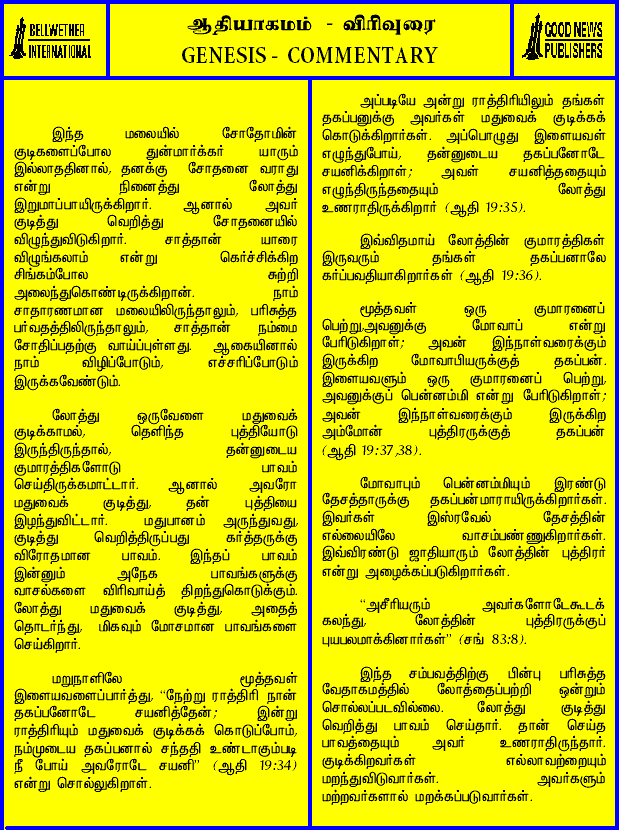 BELLWETHER
INTERNATIONAL
ஆதியாகமம் - விரிவுரை
GENESIS - COMMENTARY
GOOD NEWS
PUBLISHERS
இந்த மலையில் சோதோமின்
குடிகளைப்போல துன்மார்க்கர் யாரும்
இல்லாததினால், தனக்கு சோதனை வராது
என்று நினைத்து லோத்து
இறுமாப்பாயிருக்கிறார். ஆனால் அவர்
குடித்து வெறித்து சோதனையில்
விழுந்துவிடுகிறார். சாத்தான் யாரை
விழுங்கலாம் என்று கெர்ச்சிக்கிற
சிங்கம்போல சுற்றி
அலைந்துகொண்டிருக்கிறான். நாம்
சாதாரணமான மலையிலிருந்தாலும், பரிசுத்த
பர்வதத்திலிருந்தாலும், சாத்தான் நம்மை
சோதிப்பதற்கு வாய்ப்புள்ளது. ஆகையினால்
நாம் விழிப்போடும், எச்சரிப்போடும்
இருக்கவேண்டும்.
லோத்து ஒருவேளை மதுவைக்
குடிக்காமல், தெளிந்த புத்தியோடு
இருந்திருந்தால், தன்னுடைய
குமாரத்திகளோடு பாவம்
செய்திருக்கமாட்டார். ஆனால் அவரோ
மதுவைக் குடித்து, தன் புத்தியை
இழந்துவிட்டார். மதுபானம் அருந்துவது,
குடித்து வெறித்திருப்பது கர்த்தருக்கு
விரோதமான பாவம். இந்தப் பாவம்
இன்னும் அநேக பாவங்களுக்கு
வாசல்களை விரிவாய்த் திறந்துகொடுக்கும்.
லோத்து மதுவைக் குடித்து, அதைத்
தொடர்ந்து, மிகவும் மோசமான பாவங்களை
செய்கிறார்.
மறுநாளிலே மூத்தவள்
இளையவளைப்பார்த்து, “நேற்று ராத்திரி நான்
தகப்பனோடே சயனித்தேன்; இன்று
ராத்திரியும் மதுவைக் குடிக்கக் கொடுப்போம்,
நம்முடைய தகப்பனால் சந்ததி உண்டாகும்படி
நீ போய் அவரோடே சயனி” (ஆதி 19:34)
என்று சொல்லுகிறாள்.
அப்படியே அன்று ராத்திரியிலும் தங்கள்
தகப்பனுக்கு அவர்கள் மதுவைக் குடிக்கக்
கொடுக்கிறார்கள். அப்பொழுது இளையவள்
எழுந்துபோய், தன்னுடைய தகப்பனோடே
சயனிக்கிறாள்; அவள் சயனித்ததையும்
எழுந்திருந்ததையும் லோத்து
உணராதிருக்கிறார் (ஆதி 19:35).
இவ்விதமாய் லோத்தின் குமாரத்திகள்
இருவரும் தங்கள் தகப்பனாலே
கர்ப்பவதியாகிறார்கள் (ஆதி 19:36).
மூத்தவள் ஒரு குமாரனைப்
பெற்று,அவனுக்கு மோவாப் என்று
பேரிடுகிறாள்; அவன் இந்நாள்வரைக்கும்
இருக்கிற மோவாபியருக்குத் தகப்பன்.
இளையவளும் ஒரு குமாரனைப் பெற்று,
அவனுக்குப் பென்னம்மி என்று பேரிடுகிறாள்;
அவன் இந்நாள்வரைக்கும் இருக்கிற
அம்மோன் புத்திரருக்குத் தகப்பன்
(ஆதி 19:37,38).
மோவாபும் பென்னம்மியும் இரண்டு
தேசத்தாருக்கு தகப்பன்மாராயிருக்கிறார்கள்.
இவர்கள் இஸ்ரவேல் தேசத்தின்
எல்லையிலே வாசம்பண்ணுகிறார்கள்.
இவ்விரண்டு ஜாதியாரும் லோத்தின் புத்திரர்
என்று அழைக்கப்படுகிறார்கள்.
“அசீரியரும் அவர்களோடேகூடக்
கலந்து, லோத்தின் புத்திரருக்குப்
புயபலமாக்கினார்கள்” (சங் 83:8).
இந்த சம்பவத்திற்கு பின்பு பரிசுத்த
வேதாகமத்தில் லோத்தைப்பற்றி ஒன்றும்
சொல்லப்படவில்லை. லோத்து குடித்து
வெறித்து பாவம் செய்தார். தான் செய்த
பாவத்தையும் அவர் உணராதிருந்தார்.
குடிக்கிறவர்கள் எல்லாவற்றையும்
மறந்துவிடுவார்கள். அவர்களும்
மற்றவர்களால் மறக்கப்படுவார்கள்.